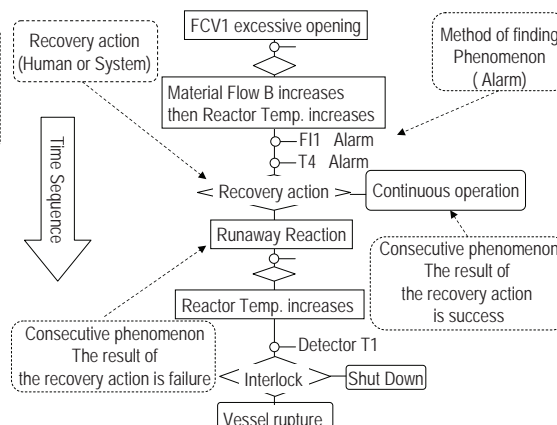 FCV1 excessive opening
Recovery action
(Human or System)
Method of finding
Phenomenon
( Alarm)
Material Flow B increases
then Reactor Temp. increases
FI1 Alarm
T4 Alarm
Time Sequence
Recovery action
Continuous operation
Runaway Reaction
Consecutive phenomenon
The result of
the recovery action
is success
Reactor Temp. increases
Consecutive phenomenon
The result of
the recovery action is failure
Detector T1
Interlock
Shut Down
Vessel rupture